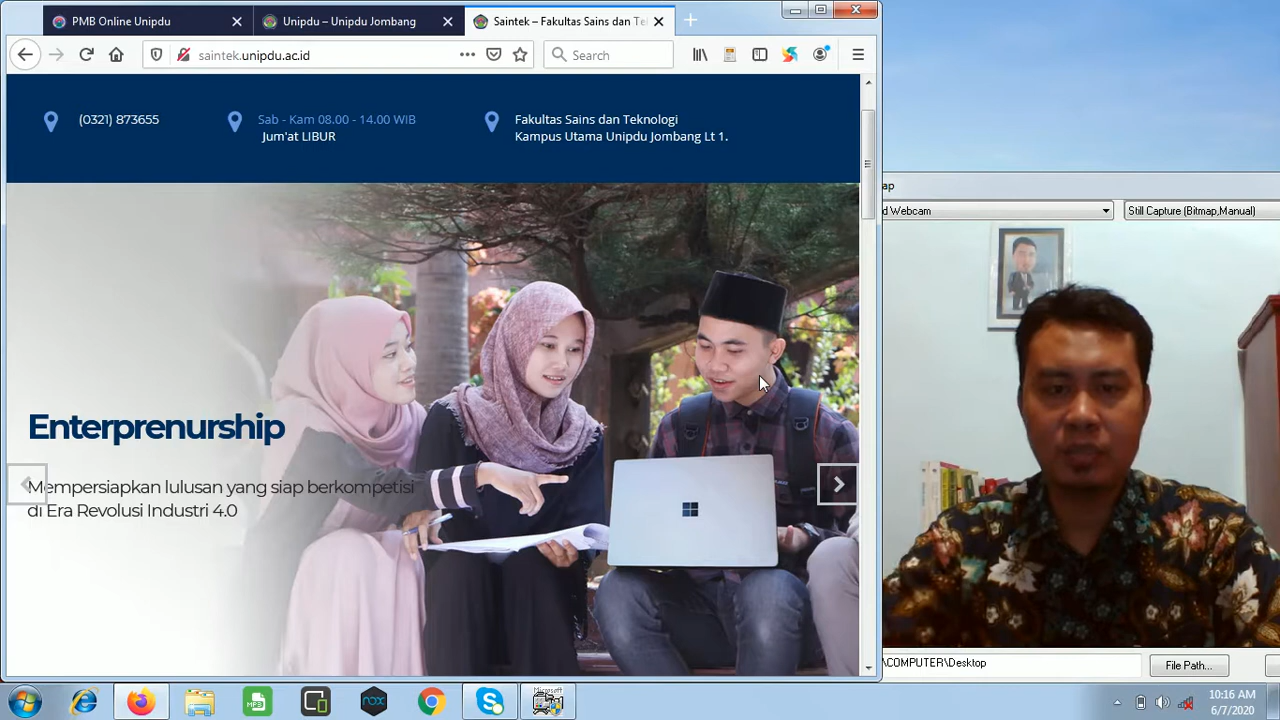 PMB Online Unipdu
Unipdu – Unipdu Jombang
Saintek – Fakultas Sains dan Te
saintek.unipdu.ac.id
Search
(0321) 873655
Sab - Kam 08.00 - 14.00 WIB
Jum'at LIBUR
Fakultas Sains dan Teknologi
Kampus Utama Unipdu Jombang Lt 1.
Enterprenurship
Mempersiapkan lulusan yang siap berkompetisi
di Era Revolusi Industri 4.0
ap
d Webcam
Still Capture (Bitmap,Manual)
COMPUTER\Desktop
File Path...
MP3
nox
Microsoft
10:16 AM
6/7/2020